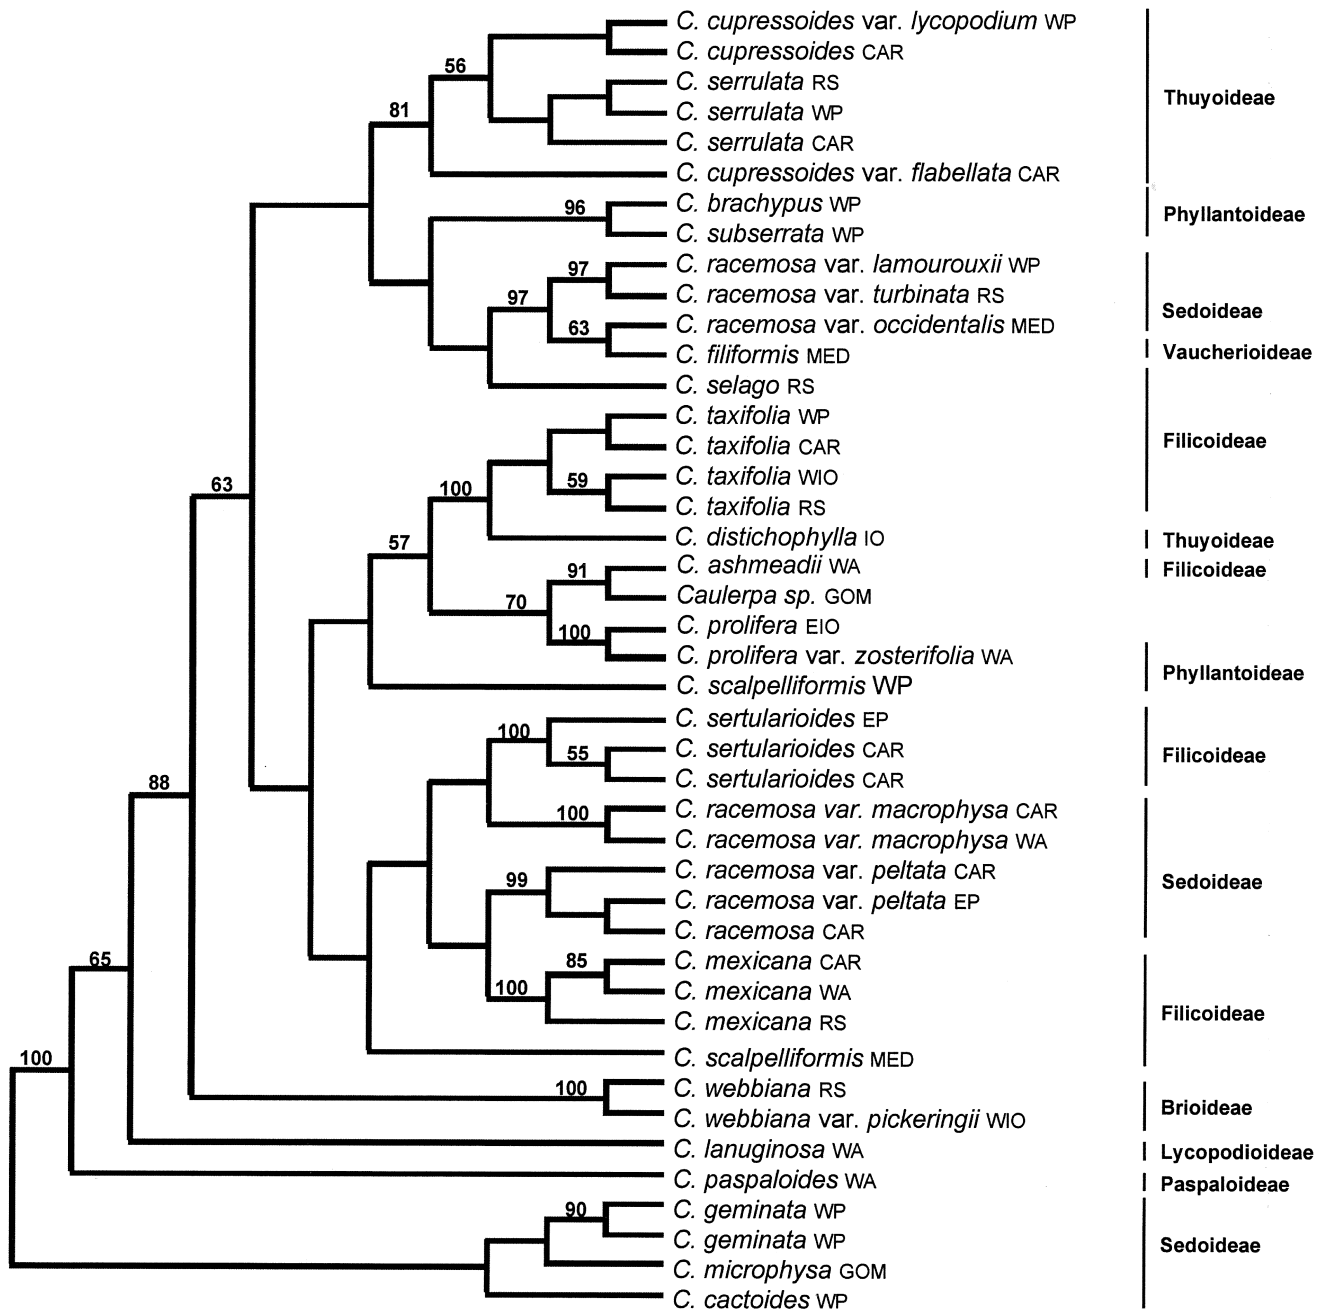 C. cupressoides var. lycopodium WP
C. cupressoides CAR
56
C. serrulata RS
Thuyoideae
81
C. serrulata WP
C. serrulata CAR
C. cupressoides var. flabellata CAR
96
C. brachypus WP
Phyllantoideae
C. subserrata WP
97
C. racemosa var. lamourouxii WP
97
C. racemosa var. turbinata RS
Sedoideae
63
C. racemosa var. occidentalis MED
C. filiformis MED
Vaucherioideae
C. selago RS
C. taxifolia WP
C. taxifolia CAR
Filicoideae
63
100
59
C. taxifolia WIO
C. taxifolia RS
57
C. distichophylla IO
Thuyoideae
91
C. ashmeadii WA
Filicoideae
70
Caulerpa sp. GOM
100
C. prolifera EIO
C. prolifera var. zosterifolia WA
Phyllantoideae
C. scalpelliformis WP
100
C. sertularioides EP
55
C. sertularioides CAR
Filicoideae
88
C. sertularioides CAR
100
C. racemosa var. macrophysa CAR
C. racemosa var. macrophysa WA
99
C. racemosa var. peltata CAR
Sedoideae
C. racemosa var. peltata EP
C. racemosa CAR
65
85
C. mexicana CAR
100
C. mexicana WA
Filicoideae
C. mexicana RS
100
C. scalpelliformis MED
100
C. webbiana RS
Brioideae
C. webbiana var. pickeringii WIO
C. lanuginosa WA
Lycopodioideae
C. paspaloides WA
Paspaloideae
90
C. geminata WP
C. geminata WP
Sedoideae
C. microphysa GOM
C. cactoides WP